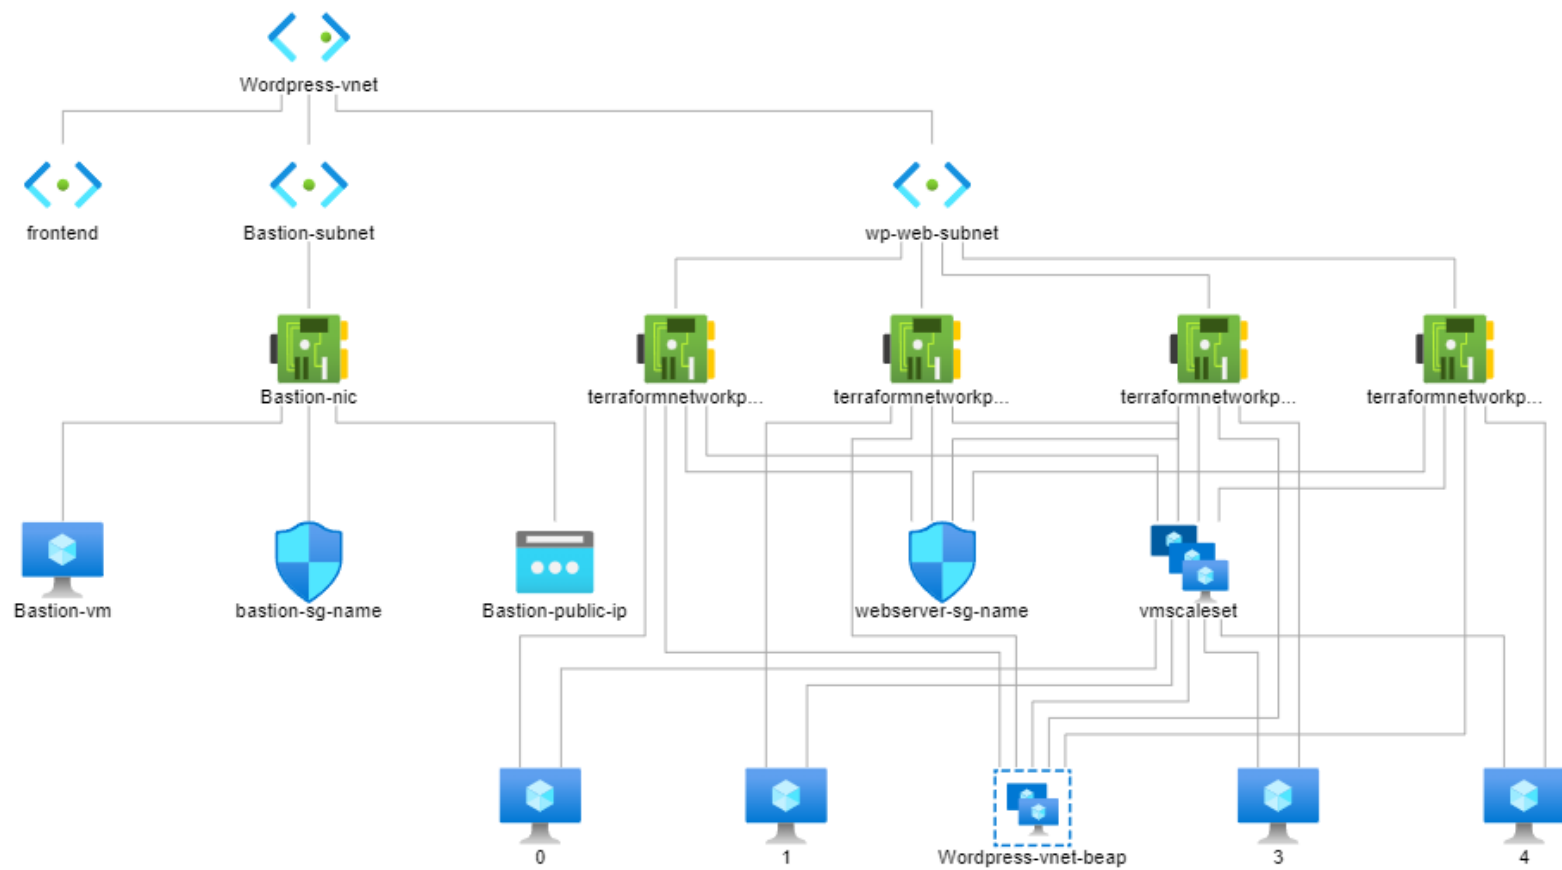 Wordpress-vnet
frontend
Bastion-subnet
wp-web-subnet
Bastion-nic
terraformnetworkp...
terraformnetworkp...
terraformnetworkp...
terraformnetworkp...
Bastion-vm
bastion-sg-name
Bastion-public-ip
webserver-sg-name
vmscaleset
0
1
Wordpress-vnet-beap
3
4